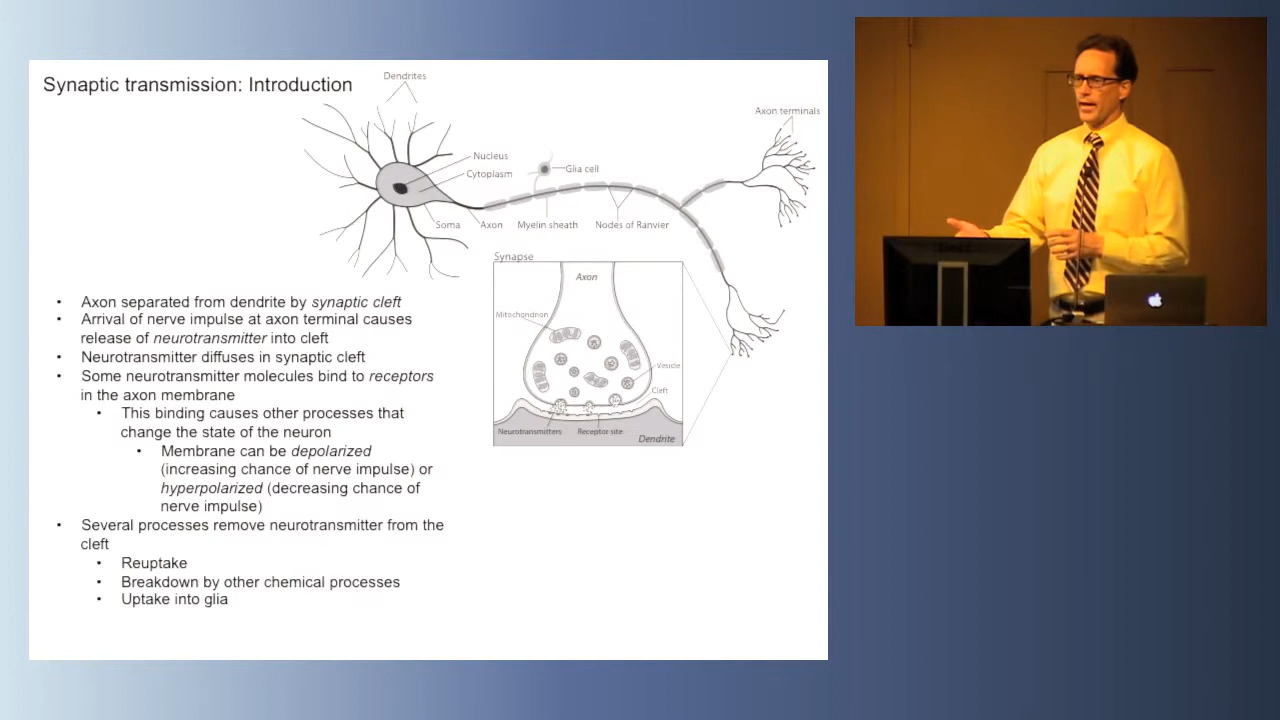 Synaptic transmission: Introduction
Dendrites
Axon terminals
Nucleus
Cytoplasm
Glia cell
Soma
Axon
Myelin sheath
Nodes of Ranvier
Synapse
Axon
Mitochondrion
Vesicle
Cleft
Neurotransmitters
Receptor site
Dendrite
• Axon separated from dendrite by synaptic cleft
• Arrival of nerve impulse at axon terminal causes
release of neurotransmitter into cleft
• Neurotransmitter diffuses in synaptic cleft
• Some neurotransmitter molecules bind to receptors
in the axon membrane
• This binding causes other processes that
change the state of the neuron
• Membrane can be depolarized
(increasing chance of nerve impulse) or
hyperpolarized (decreasing chance of
nerve impulse)
• Several processes remove neurotransmitter from the
cleft
• Reuptake
• Breakdown by other chemical processes
• Uptake into glia